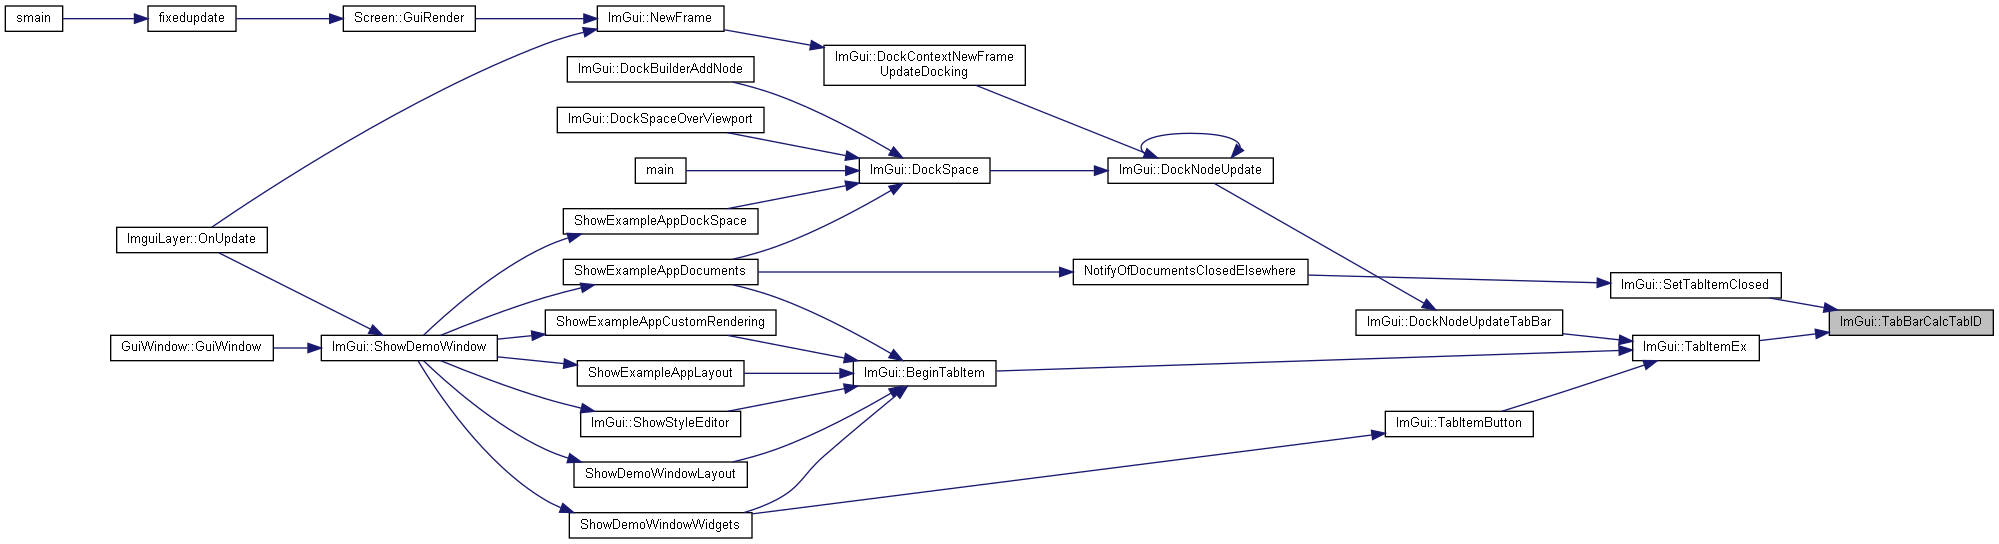 smain
fixedupdate
Screen::GuiRender
ImGui::NewFrame
ImGui::DockContextNewFrame
UpdateDocking
ImGui::DockBuilderAddNode
ImGui::DockSpaceOverViewport
main
ImGui::DockSpace
ImGui::DockNodeUpdate
ShowExampleAppDockSpace
ImguiLayer::OnUpdate
ShowExampleAppDocuments
NotifyOfDocumentsClosedElsewhere
ImGui::SetTabItemClosed
ShowExampleAppCustomRendering
ImGui::DockNodeUpdateTabBar
ImGui::TabBarCalcTabID
GuiWindow::GuiWindow
ImGui::ShowDemoWindow
ImGui::TabItemEx
ShowExampleAppLayout
ImGui::BeginTabItem
ImGui::ShowStyleEditor
ImGui::TabItemButton
ShowDemoWindowLayout
ShowDemoWindowWidgets